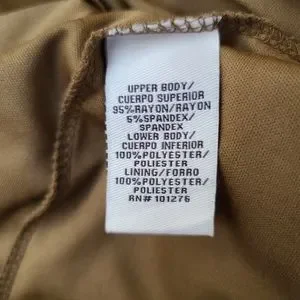 UPPER BODY/
CUERPO SUPERIOR
95%RAYON/RAYON
5%SPANDEX/
SPANDEX
LOWER BODY/
CUERPO INFERIOR
100%POLYESTER/
POLIESTER
LINING/FORRO
100%POLYESTER/
POLIESTER
RN# 101276